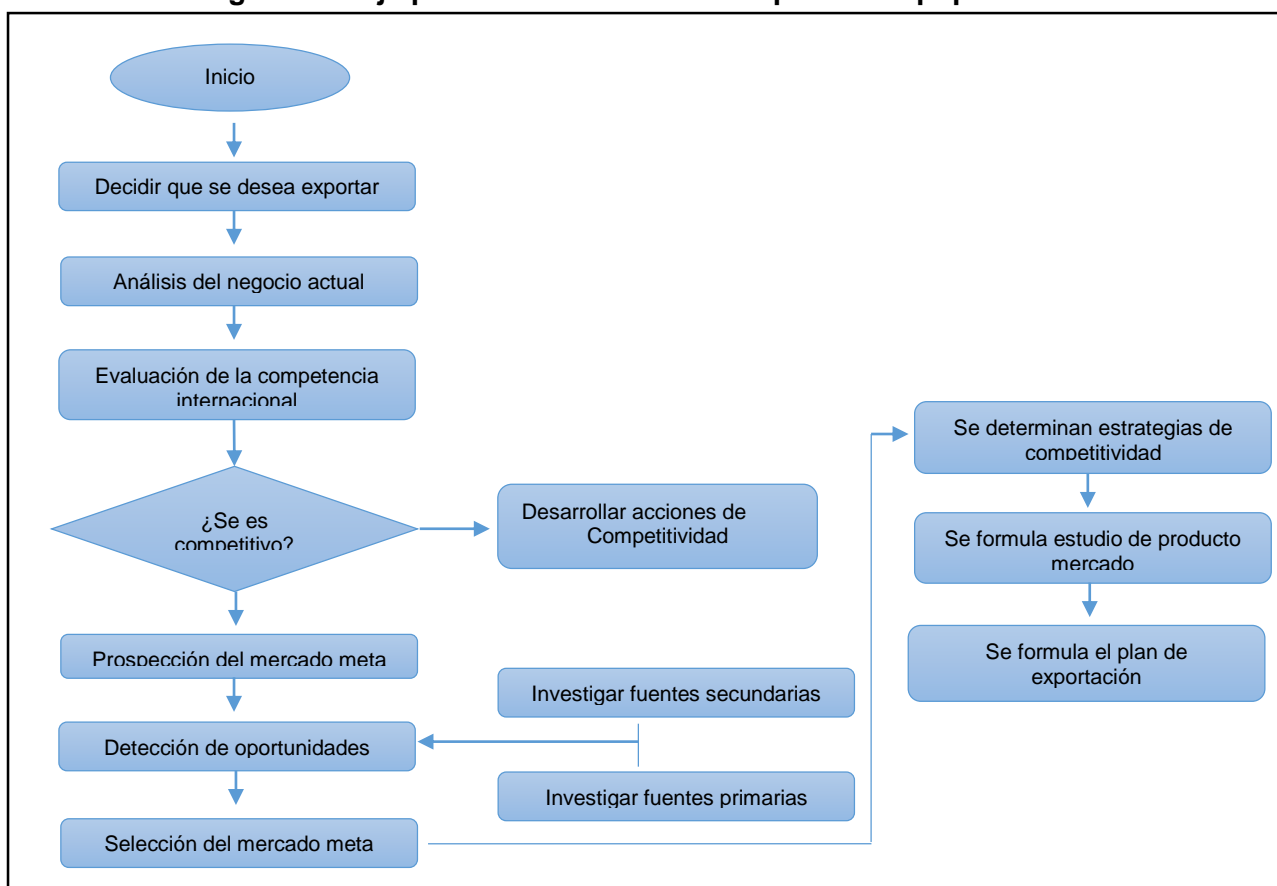 Inicio
Decidir que se desea exportar
Análisis del negocio actual
Evaluación de la competencia
internacional
¿Se es
competitivo?
Desarrollar acciones de
Competitividad
Prospección del mercado meta
Investigar fuentes secundarias
Detección de oportunidades
Investigar fuentes primarias
Selección del mercado meta
Se determinan estrategias de
competitividad
Se formula estudio de producto
mercado
Se formula el plan de
exportación